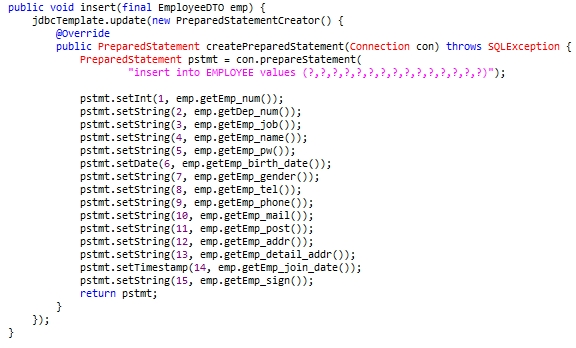 public void insert(final EmployeeDTO emp) {
jdbcTemplate.update(new PreparedStatementCreator() {
@Override
public PreparedStatement createPreparedStatement(Connection con) throws SQLException {
PreparedStatement pstmt = con.prepareStatement(
"insert into EMPLOYEE values (?,?,?,?,?,?,?,?,?,?,?,?,?,?,?)");
pstmt.setInt(1, emp.getEmp_num());
pstmt.setString(2, emp.getDep_num());
pstmt.setString(3, emp.getEmp_job());
pstmt.setString(4, emp.getEmp_name());
pstmt.setString(5, emp.getEmp_pw());
pstmt.setDate(6, emp.getEmp_birth_date());
pstmt.setString(7, emp.getEmp_gender());
pstmt.setString(8, emp.getEmp_tel());
pstmt.setString(9, emp.getEmp_phone());
pstmt.setString(10, emp.getEmp_mail());
pstmt.setString(11, emp.getEmp_post());
pstmt.setString(12, emp.getEmp_addr());
pstmt.setString(13, emp.getEmp_detail_addr());
pstmt.setTimestamp(14, emp.getEmp_join_date());
pstmt.setString(15, emp.getEmp_sign());
return pstmt;
}
});
}